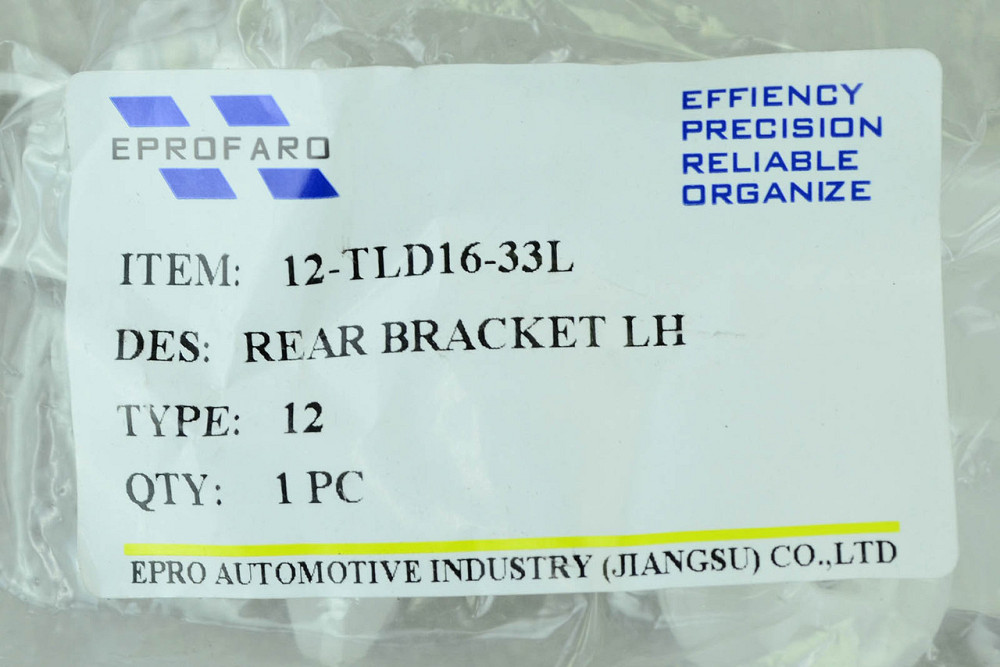 EPROFARO
EFFIENCY
PRECISION
RELIABLE
ORGANIZE
ITEM: 12-TLD16-33L
DES: REAR BRACKET LH
TYPE: 12
QTY: 1 PC
EPRO AUTOMOTIVE INDUSTRY (JIANGSU) CO.,LTD